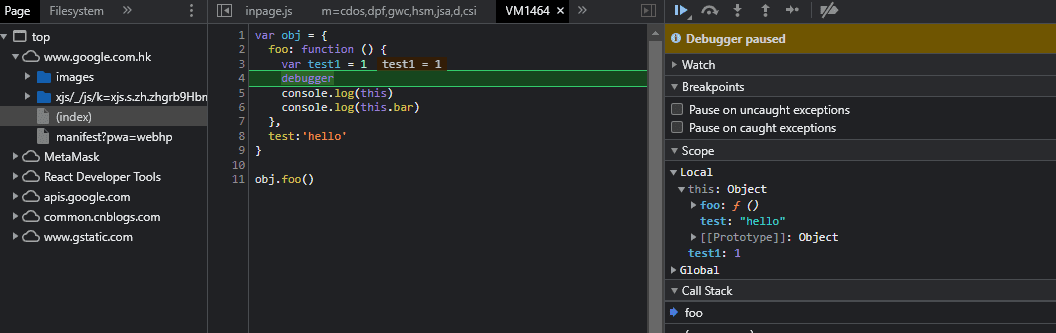 Page Filesystem »
top
www.google.com.hk
images
xjs/_/js/k=xjs.s.zh.zhgrb9Hbn
(index)
manifest?pwa=webhp
MetaMask
React Developer Tools
apis.google.com
common.cnblogs.com
www.gstatic.com
inpage.js m=cdos,dpf,gwc,hsm,jsa,d,csi VM1464 × »
1 var obj = {
2 foo: function () {
3 var test1 = 1 test1 = 1
4 debugger
5 console.log(this)
6 console.log(this.bar)
7 },
8 test:'hello'
9 }
10
11 obj.foo()
Debugger paused
Watch
Breakpoints
Pause on uncaught exceptions
Pause on caught exceptions
Scope
Local
this: Object
foo: ƒ ()
test: "hello"
[[Prototype]]: Object
test1: 1
Global
Call Stack
foo